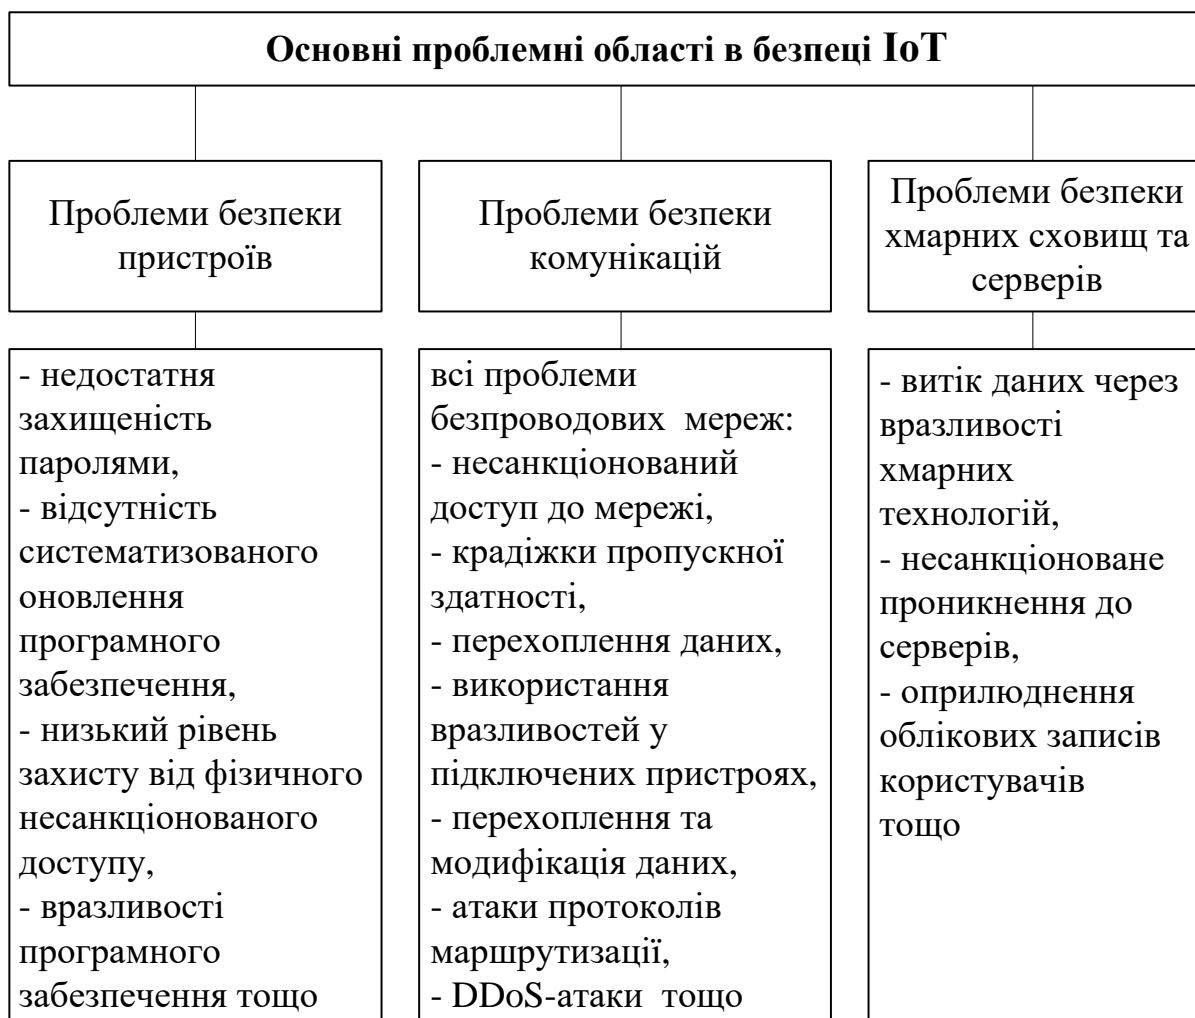 Основні проблемні області в безпеці IoT
Проблеми безпеки
пристроїв
Проблеми безпеки
комунікацій
Проблеми безпеки
хмарних сховищ та
серверів
- недостатня
захищеність
паролями,
- відсутність
систематизованого
оновлення
програмного
забезпечення,
- низький рівень
захисту від фізичного
несанкціонованого
доступу,
- вразливості
програмного
забезпечення тощо
всі проблеми
безпроводових мереж:
- несанкціонований
доступ до мережі,
- крадіжки пропускної
здатності,
- перехоплення даних,
- використання
вразливостей у
підключених пристроях,
- перехоплення та
модифікація даних,
- атаки протоколів
маршрутизації,
- DDoS-атаки тощо
- витік даних через
вразливості
хмарних
технологій,
- несанкціоноване
проникнення до
серверів,
- оприлюднення
облікових записів
користувачів
тощо